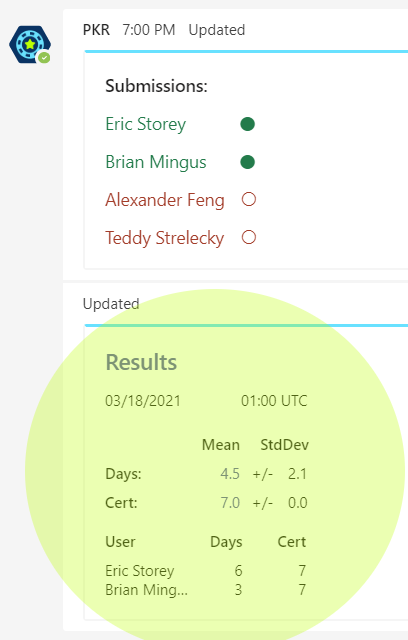 PKR 7:00 PM Updated
Submissions:
Eric Storey
Brian Mingus
Alexander Feng
Teddy Strelecky
Updated
Results
03/18/2021 01:00 UTC
Mean StdDev
Days: 4.5 +/- 2.1
Cert: 7.0 +/- 0.0
User Days Cert
Eric Storey 6 7
Brian Ming... 3 7